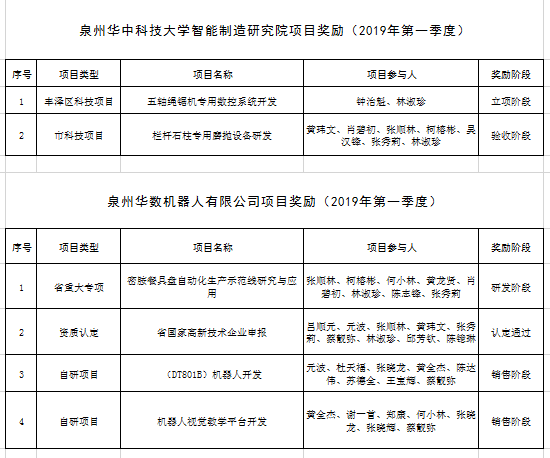 泉州华中科技大学智能制造研究院项目奖励（2019年第一季度）
序号 项目类型 项目名称 项目参与人 奖励阶段
1 丰泽区科技项目 五轴绳锯机专用数控系统开发 钟治魁、林淑珍 立项阶段
2 市科技项目 栏杆石柱专用磨抛设备研发 黄玮文、肖碧初、张顺林、柯榕彬、吴
汉锋、张秀莉、林淑珍 验收阶段
泉州华数机器人有限公司项目奖励（2019年第一季度）
序号 项目类型 项目名称 项目参与人 奖励阶段
1 省重大专项 密胺餐具盘自动化生产示范线研究与应
用 张顺林、柯榕彬、何小林、黄龙贤、肖
碧初、林淑珍、陈志锋、张秀莉 研发阶段
2 资质认定 省国家高新技术企业申报 吕顺元、元波、张顺林、黄玮文、张秀
莉、蔡靓弥、林淑珍、邱芳钦、陈锦琳 认定通过
3 自研项目 （DT801B）机器人开发 元波、杜天福、张晓龙、黄金杰、陈达
伟、苏德全、王宝辉、蔡靓弥 销售阶段
4 自研项目 机器人视觉教学平台开发 黄金杰、谢一首、郑康、何小林、张晓
龙、张晓辉、蔡靓弥 销售阶段